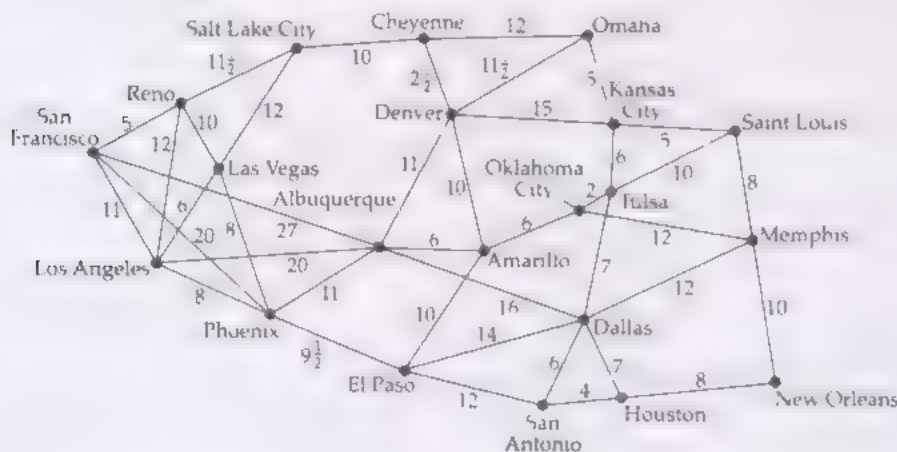 Salt Lake City
Cheyenne
12
Omana
10
11½
2½
11½
5
Reno
Kansas
City
San
Francisco
5
10
12
Denver
15
5
Saint Louis
12
Las Vegas
11
10
Oklahoma
City
6
2
10
Tulsa
8
Albuquerque
11
6
20
8
27
6
6
12
Memphis
Los Angeles
20
Amarillo
7
8
11
10
16
12
10
Phoenix
14
Dallas
9½
El Paso
6
7
8
12
4
San
Antonio
Houston
New Orleans